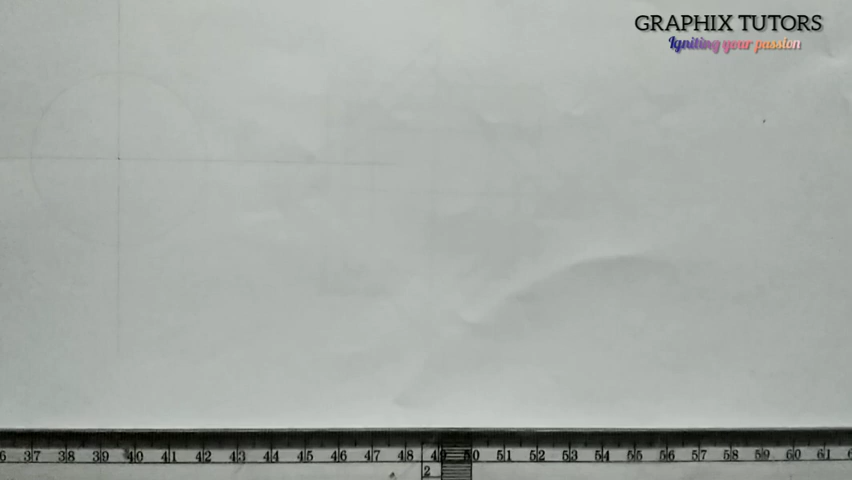 GRAPHIX TUTORS
Igniting your passion
37 38 39 40 41 42 43 44 45 46 47 48 49 50 51 52 53 54 55 56 57 58 59 60 61
2